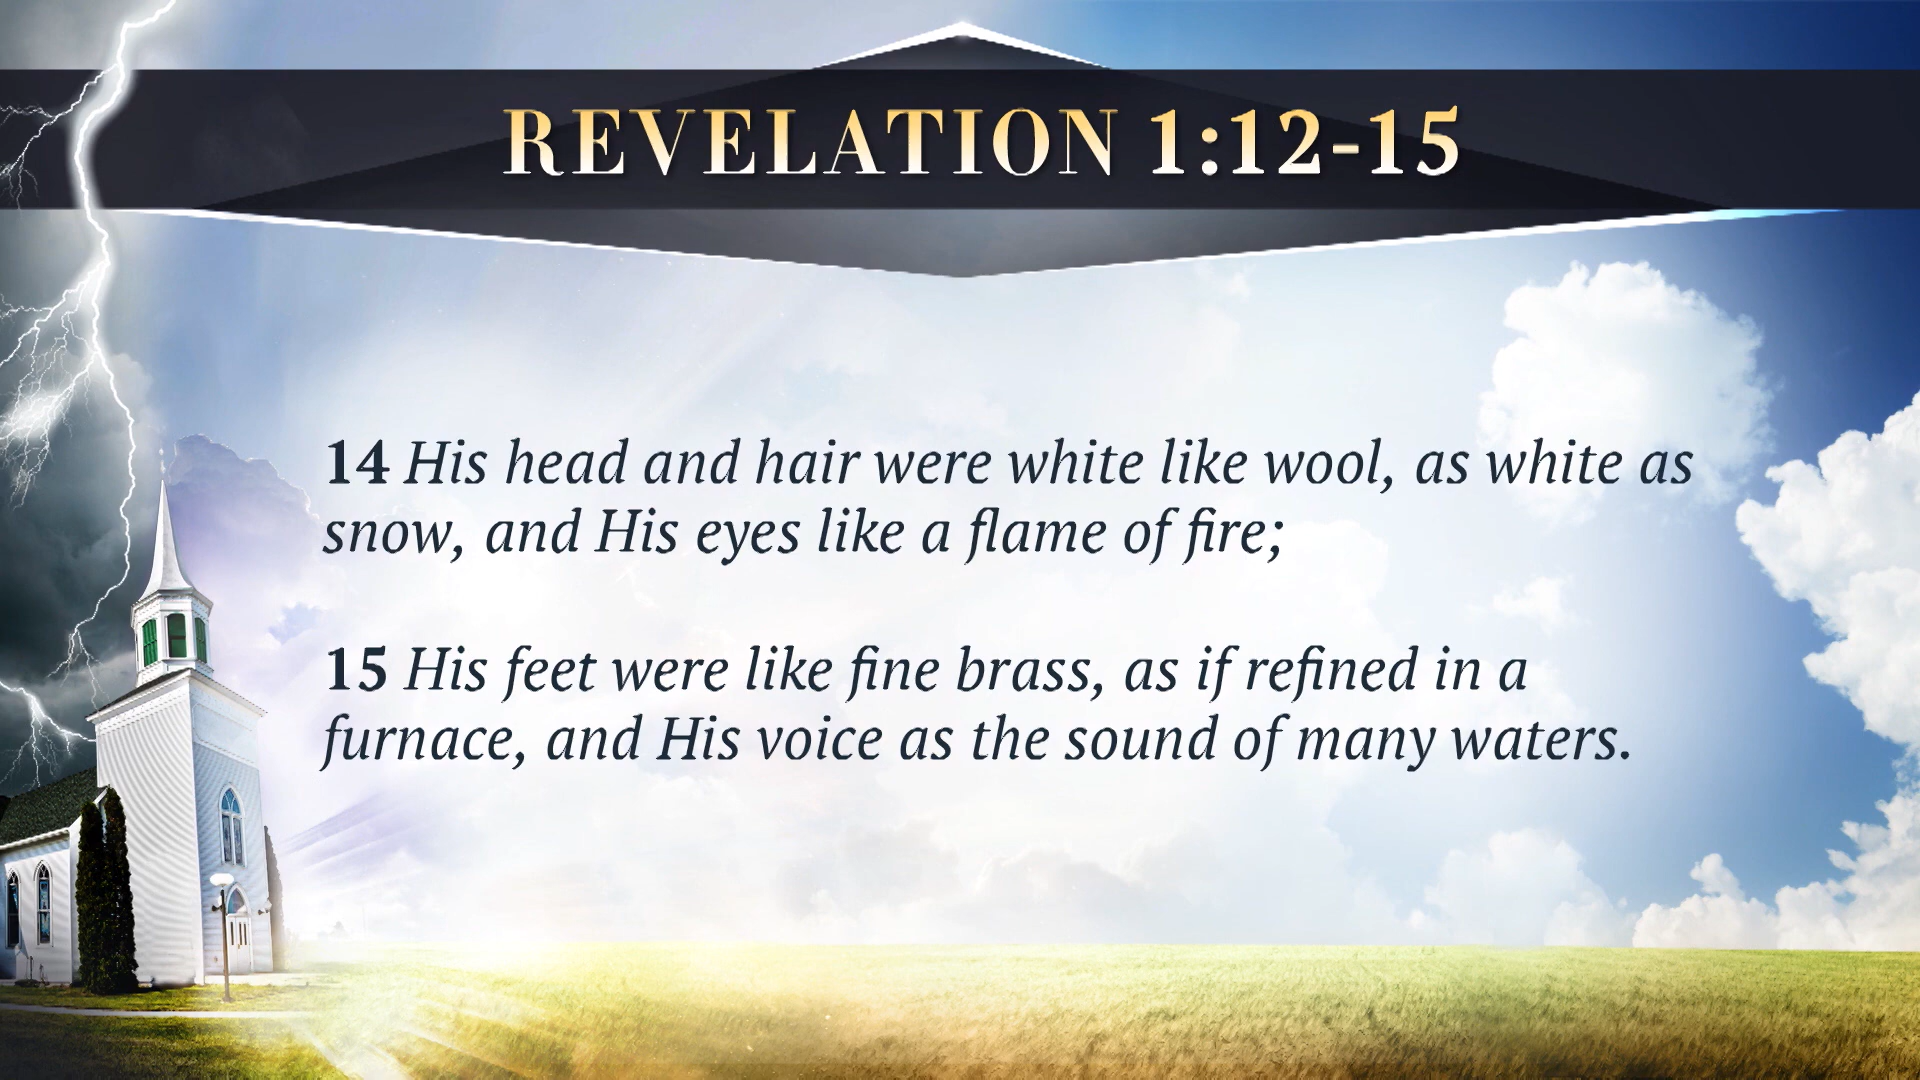 REVELATION 1:12-15
14 His head and hair were white like wool, as white as
snow, and His eyes like a flame of fire;
15 His feet were like fine brass, as if refined in a
furnace, and His voice as the sound of many waters.